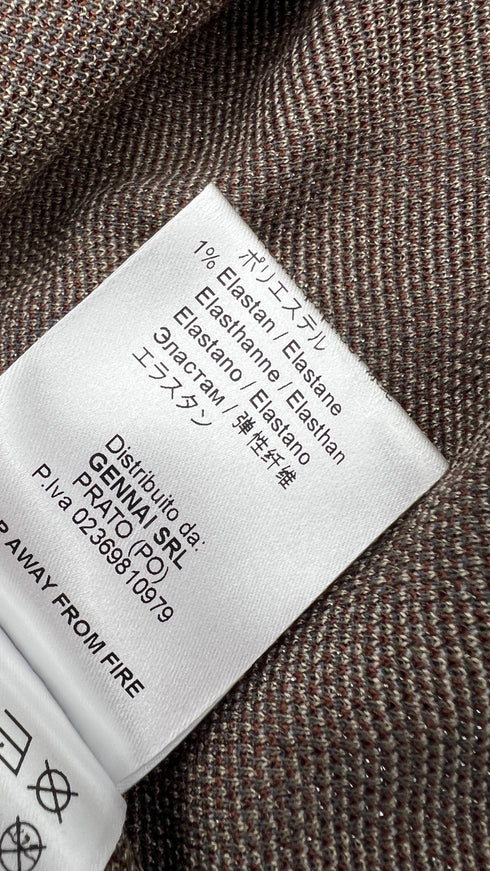 ポリエステル
1% Elastan / Elastane
Elasthanne / Elasthan
Elastano / Elastano
Эластам / 弹性纤维
エラスタン
Distribuito da:
GENNAI SRL
PRATO (PO)
P.Iva 02369810979
AWAY FROM FIRE